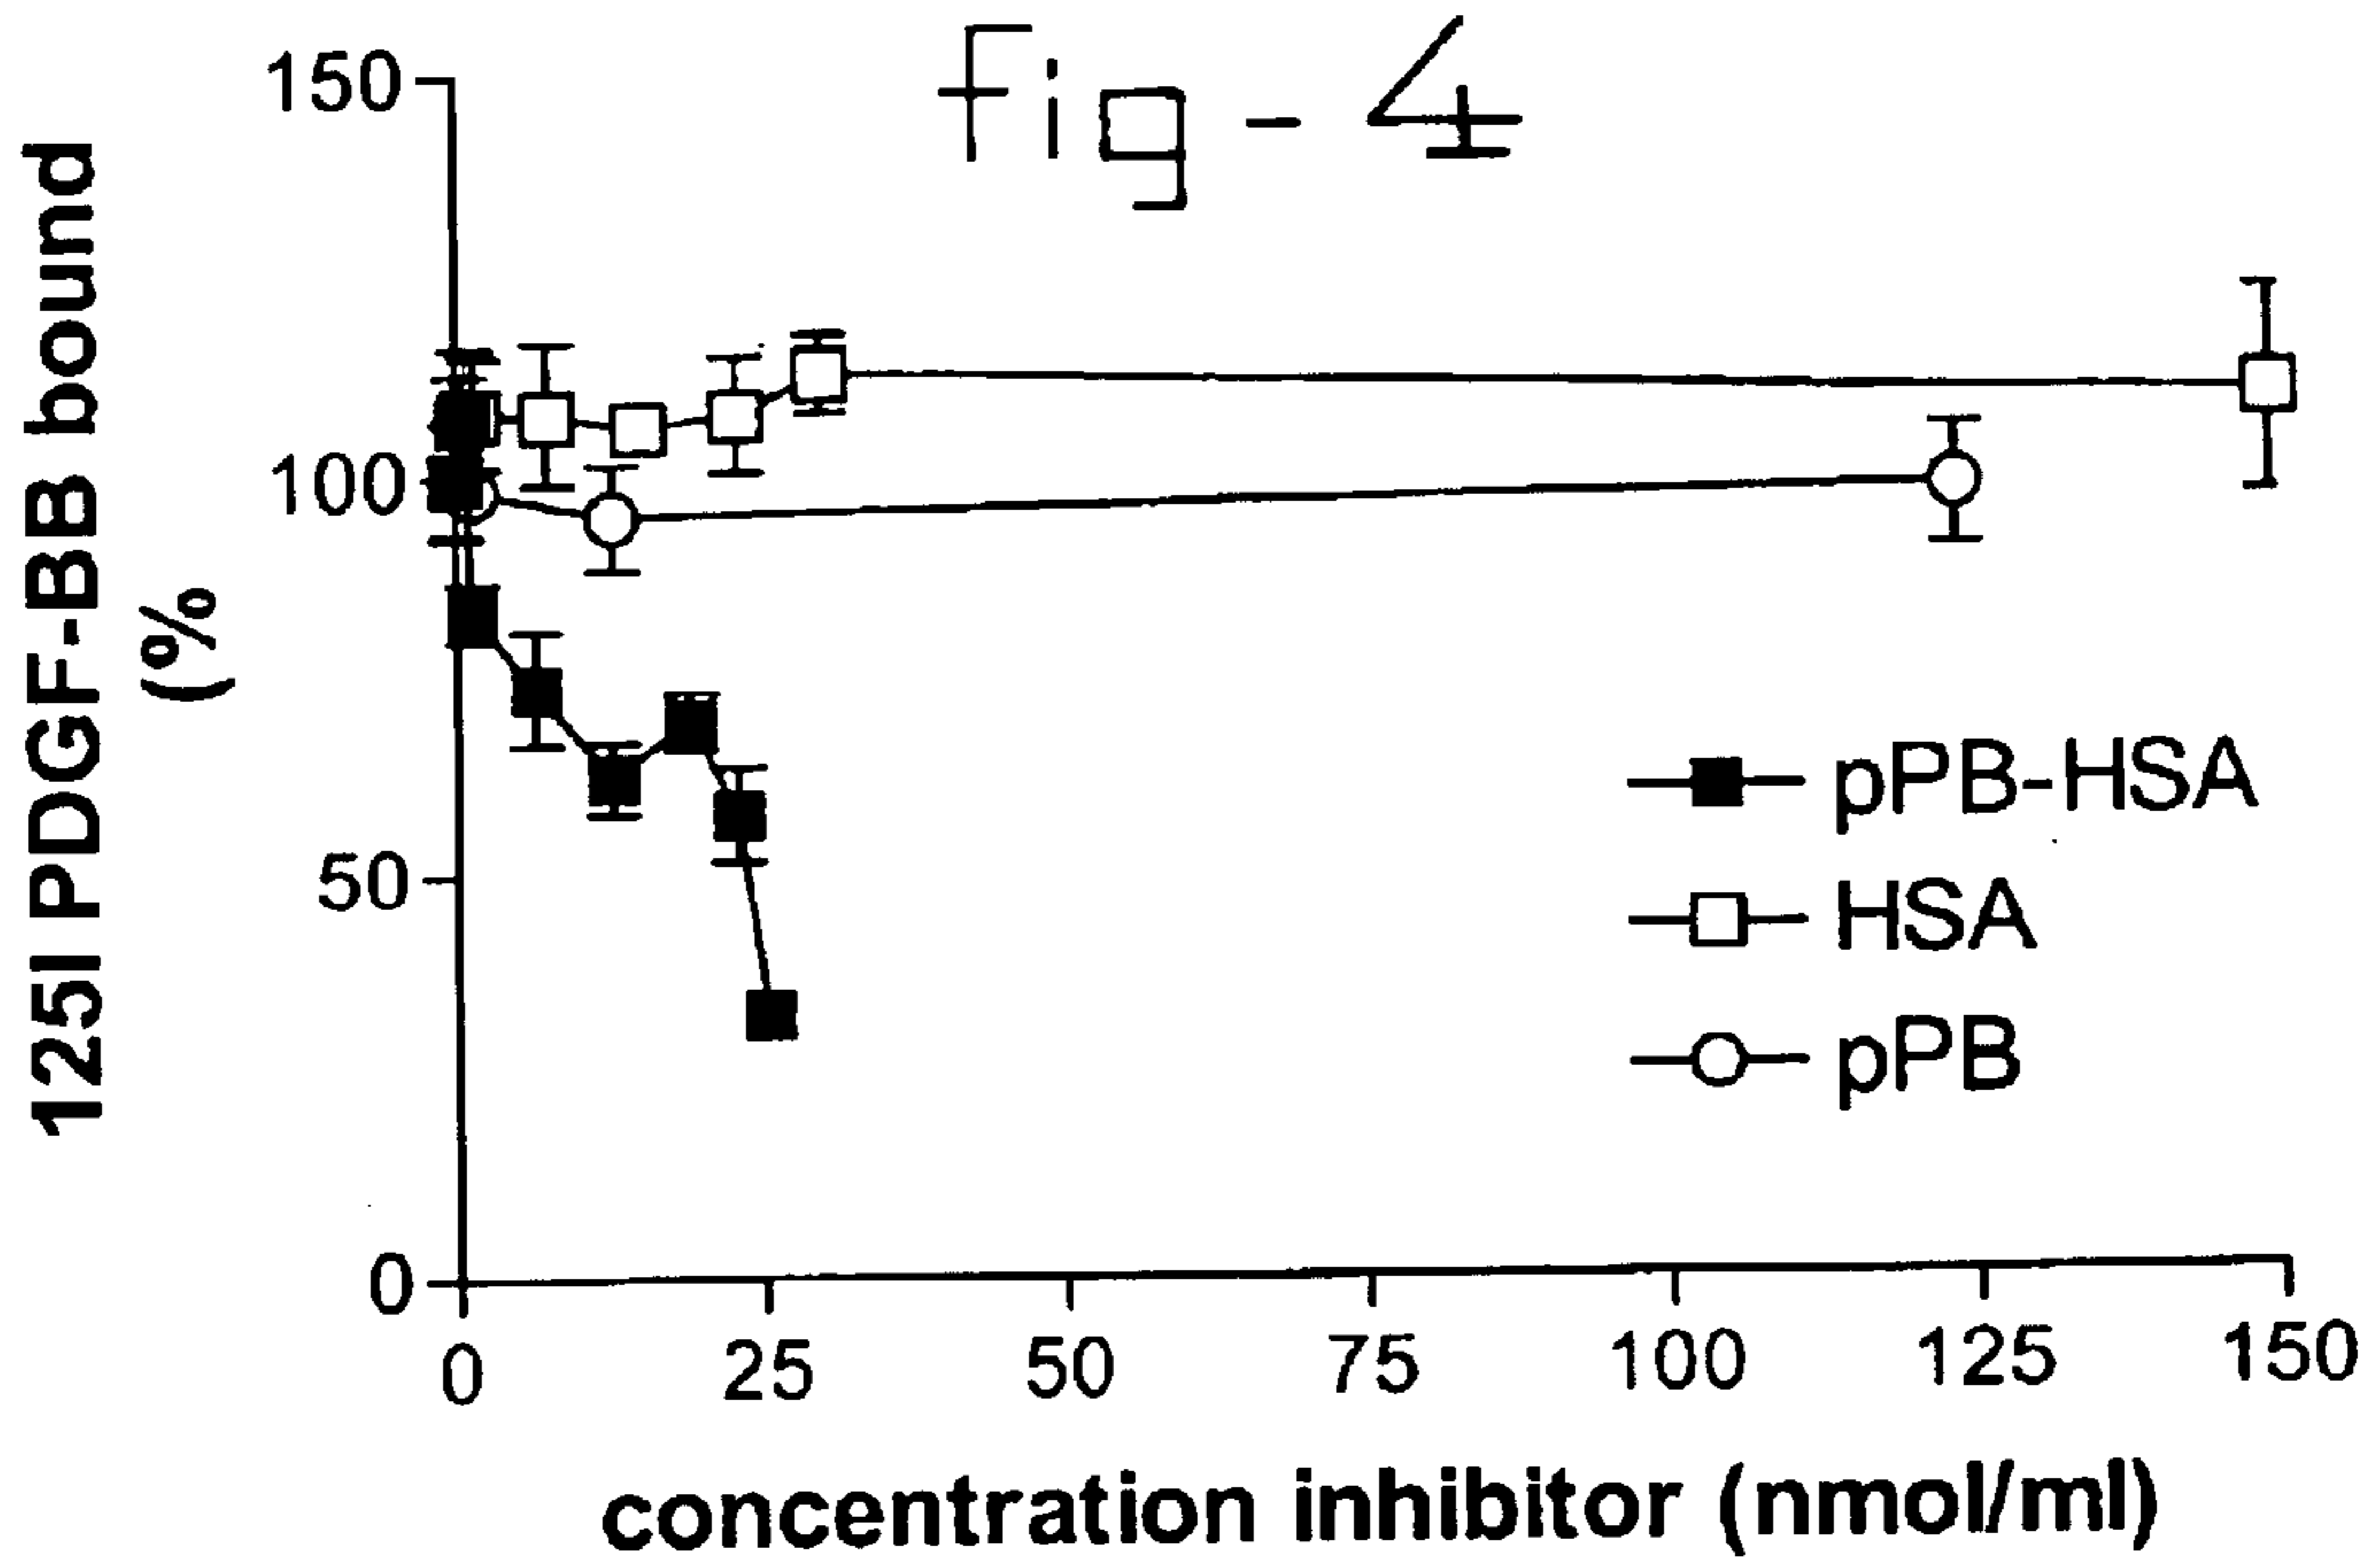 Fig-4
150
100
50
0
125I PDGF-BB bound
(%
0 25 50 75 100 125 150
concentration inhibitor (nmol/ml)
pPB-HSA
HSA
pPB